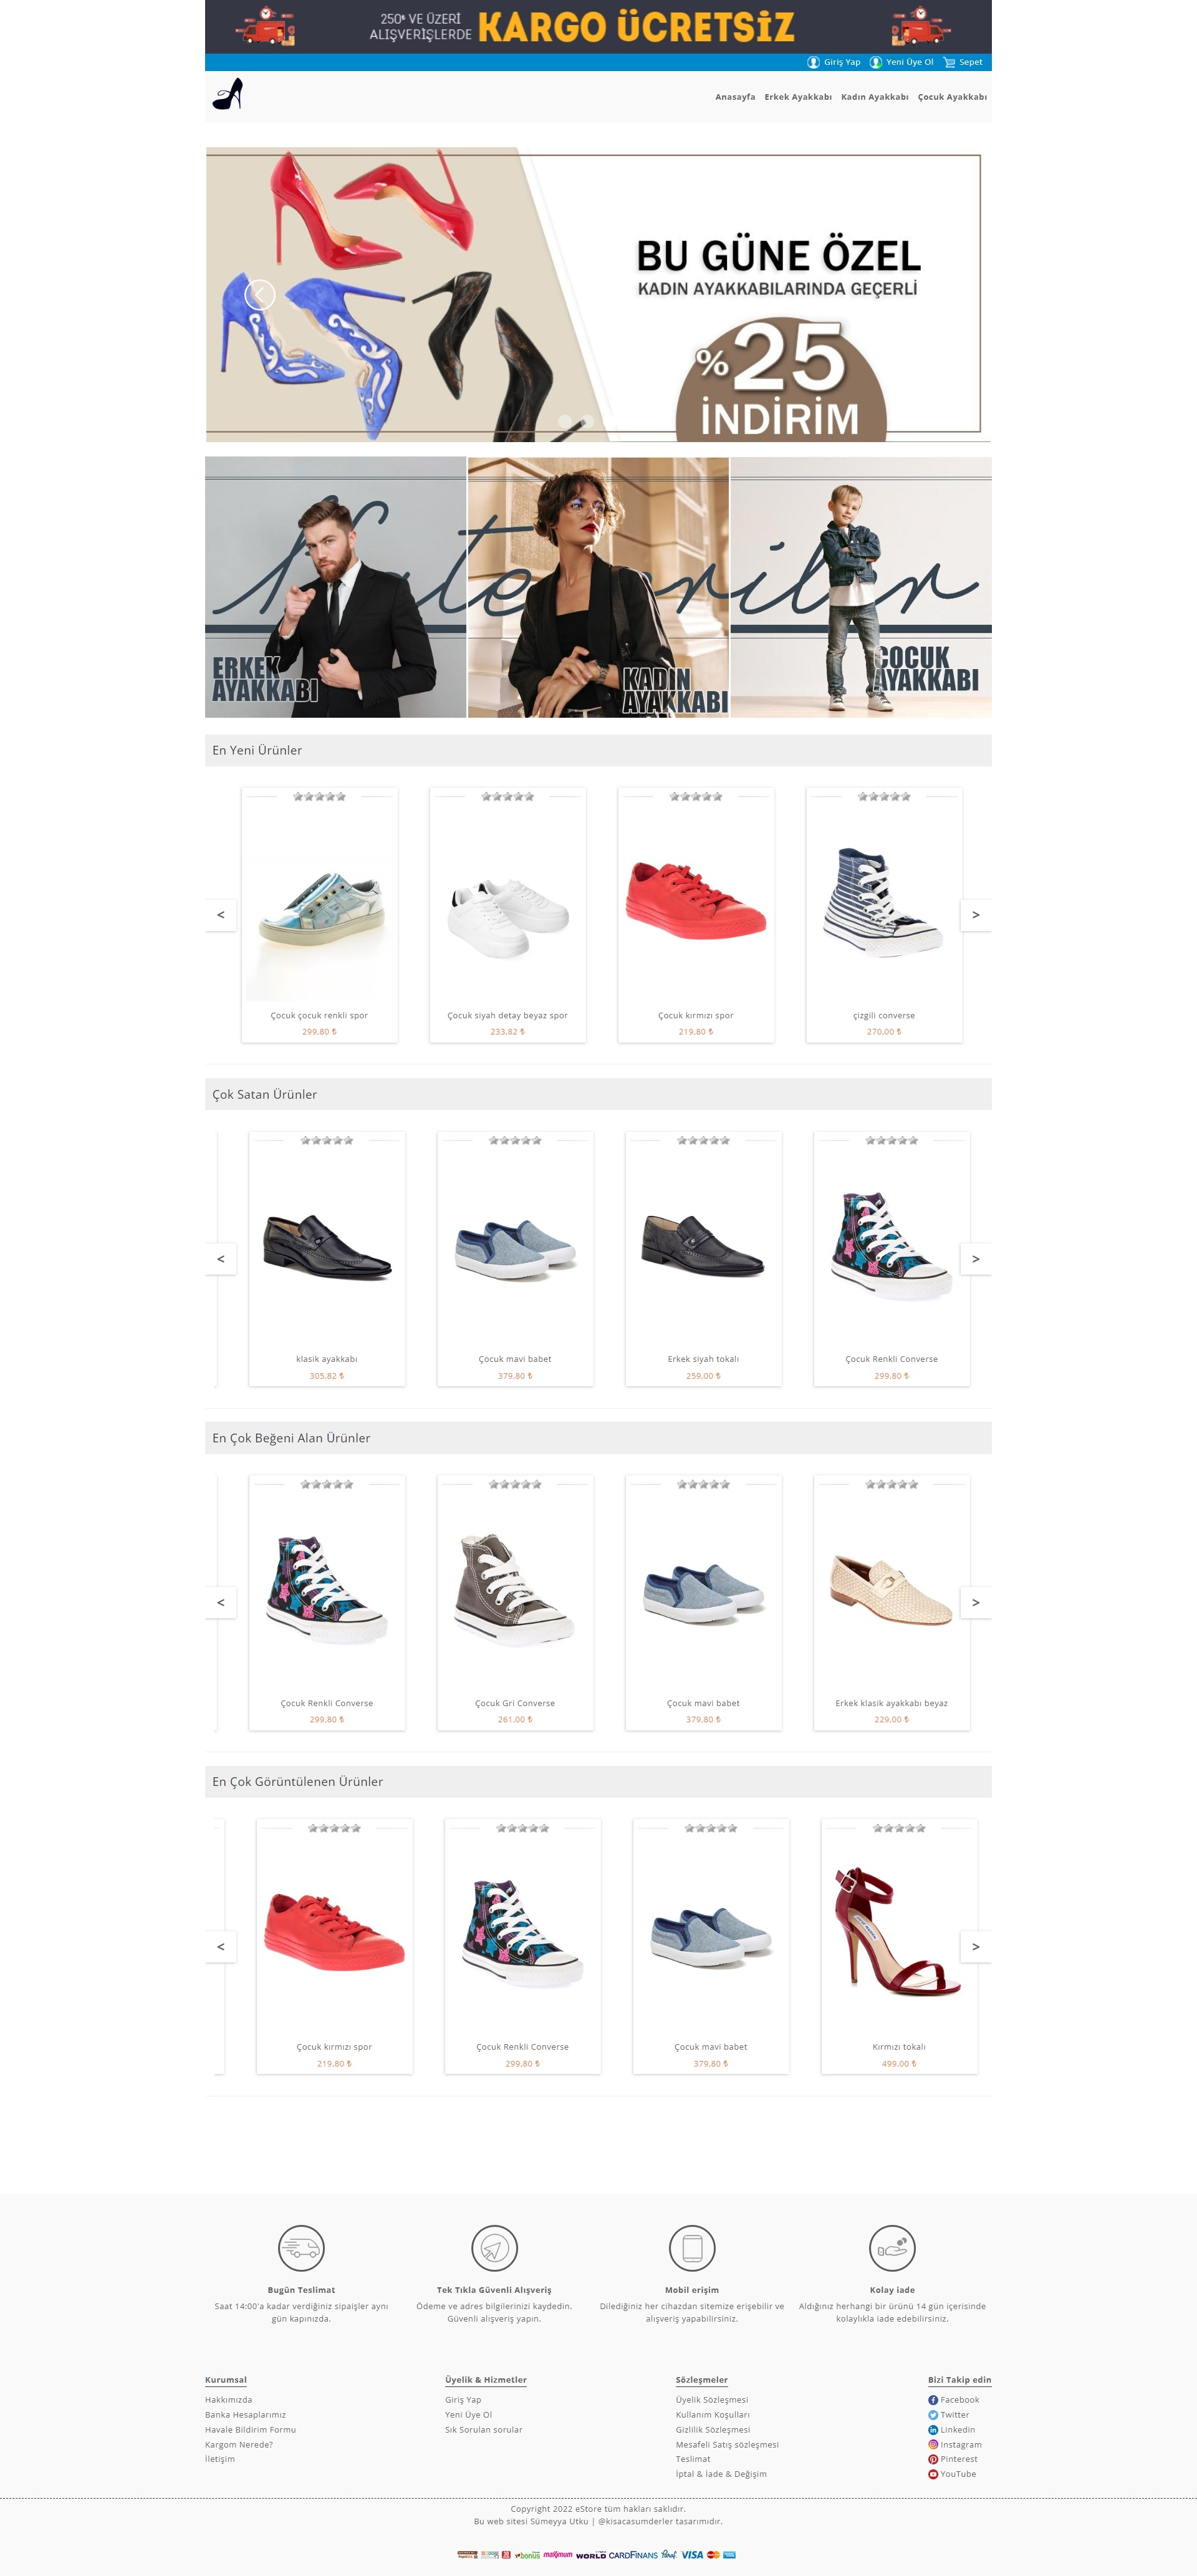 250₺ VE ÜZERİ
ALIŞVERİŞLERDE KARGO ÜCRETSİZ
Giriş Yap Yeni Üye Ol Sepet
Anasayfa Erkek Ayakkabı Kadın Ayakkabı Çocuk Ayakkabı
BU GÜNE ÖZEL
KADIN AYAKKABILARINDA GEÇERLİ
%25
İNDİRİM
Kategoriler
ERKEK
AYAKKABI
KADIN
AYAKKABI
ÇOCUK
AYAKKABI
En Yeni Ürünler
< >
Çocuk çocuk renkli spor Çocuk siyah detay beyaz spor Çocuk kırmızı spor çizgili converse
299,80 ₺ 233,82 ₺ 219,80 ₺ 270,00 ₺
Çok Satan Ürünler
< >
klasik ayakkabı Çocuk mavi babet Erkek siyah tokalı Çocuk Renkli Converse
305,82 ₺ 379,80 ₺ 259,00 ₺ 299,80 ₺
En Çok Beğeni Alan Ürünler
< >
Çocuk Renkli Converse Çocuk Gri Converse Çocuk mavi babet Erkek klasik ayakkabı beyaz
299,80 ₺ 261,00 ₺ 379,80 ₺ 229,00 ₺
En Çok Görüntülenen Ürünler
< >
Çocuk kırmızı spor Çocuk Renkli Converse Çocuk mavi babet Kırmızı tokalı
219,80 ₺ 299,80 ₺ 379,80 ₺ 499,00 ₺
Bugün Teslimat
Saat 14:00'a kadar verdiğiniz sipaişler aynı
gün kapınızda.
Tek Tıkla Güvenli Alışveriş
Ödeme ve adres bilgilerinizi kaydedin.
Güvenli alışveriş yapın.
Mobil erişim
Dilediğiniz her cihazdan sitemize erişebilir ve
alışveriş yapabilirsiniz.
Kolay iade
Aldığınız herhangi bir ürünü 14 gün içerisinde
kolaylıkla iade edebilirsiniz.
Kurumsal
Hakkımızda
Banka Hesaplarımız
Havale Bildirim Formu
Kargom Nerede?
İletişim
Üyelik & Hizmetler
Giriş Yap
Yeni Üye Ol
Sık Sorulan sorular
Sözleşmeler
Üyelik Sözleşmesi
Kullanım Koşulları
Gizlilik Sözleşmesi
Mesafeli Satış sözleşmesi
Teslimat
İptal & İade & Değişim
Bizi Takip edin
Facebook
Twitter
Linkedin
Instagram
Pinterest
YouTube
Copyright 2022 eStore tüm hakları saklıdır.
Bu web sitesi Sümeyya Utku | @kisacasumderler tasarımıdır.
bonus maximum WORLD CARDFINANS Paraf VISA